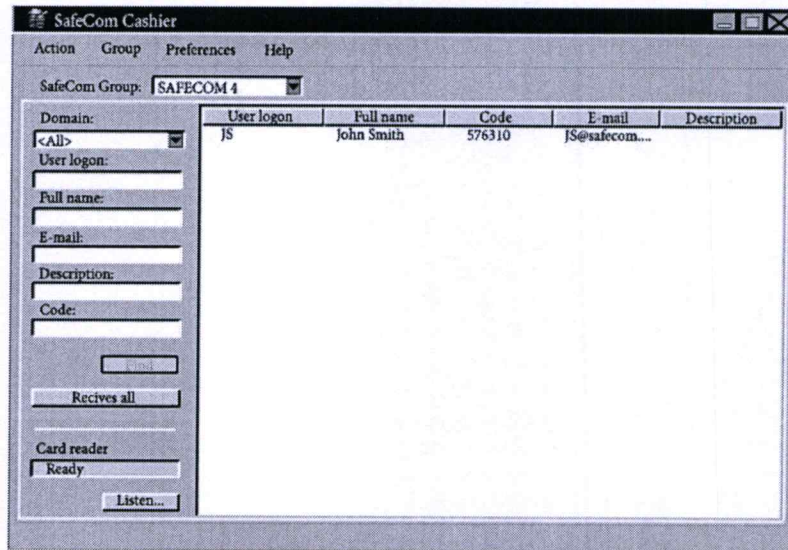 SafeCom Cashier
Action Group Preferences Help
SafeCom Group: SAFECOM 4
Domain:
<All>
User logon:
Full name:
E-mail:
Description:
Code:
Find
Recives all
Card reader
Ready
Listen...
User logon Full name Code E-mail Description
JS John Smith 576310 JS@safecom....